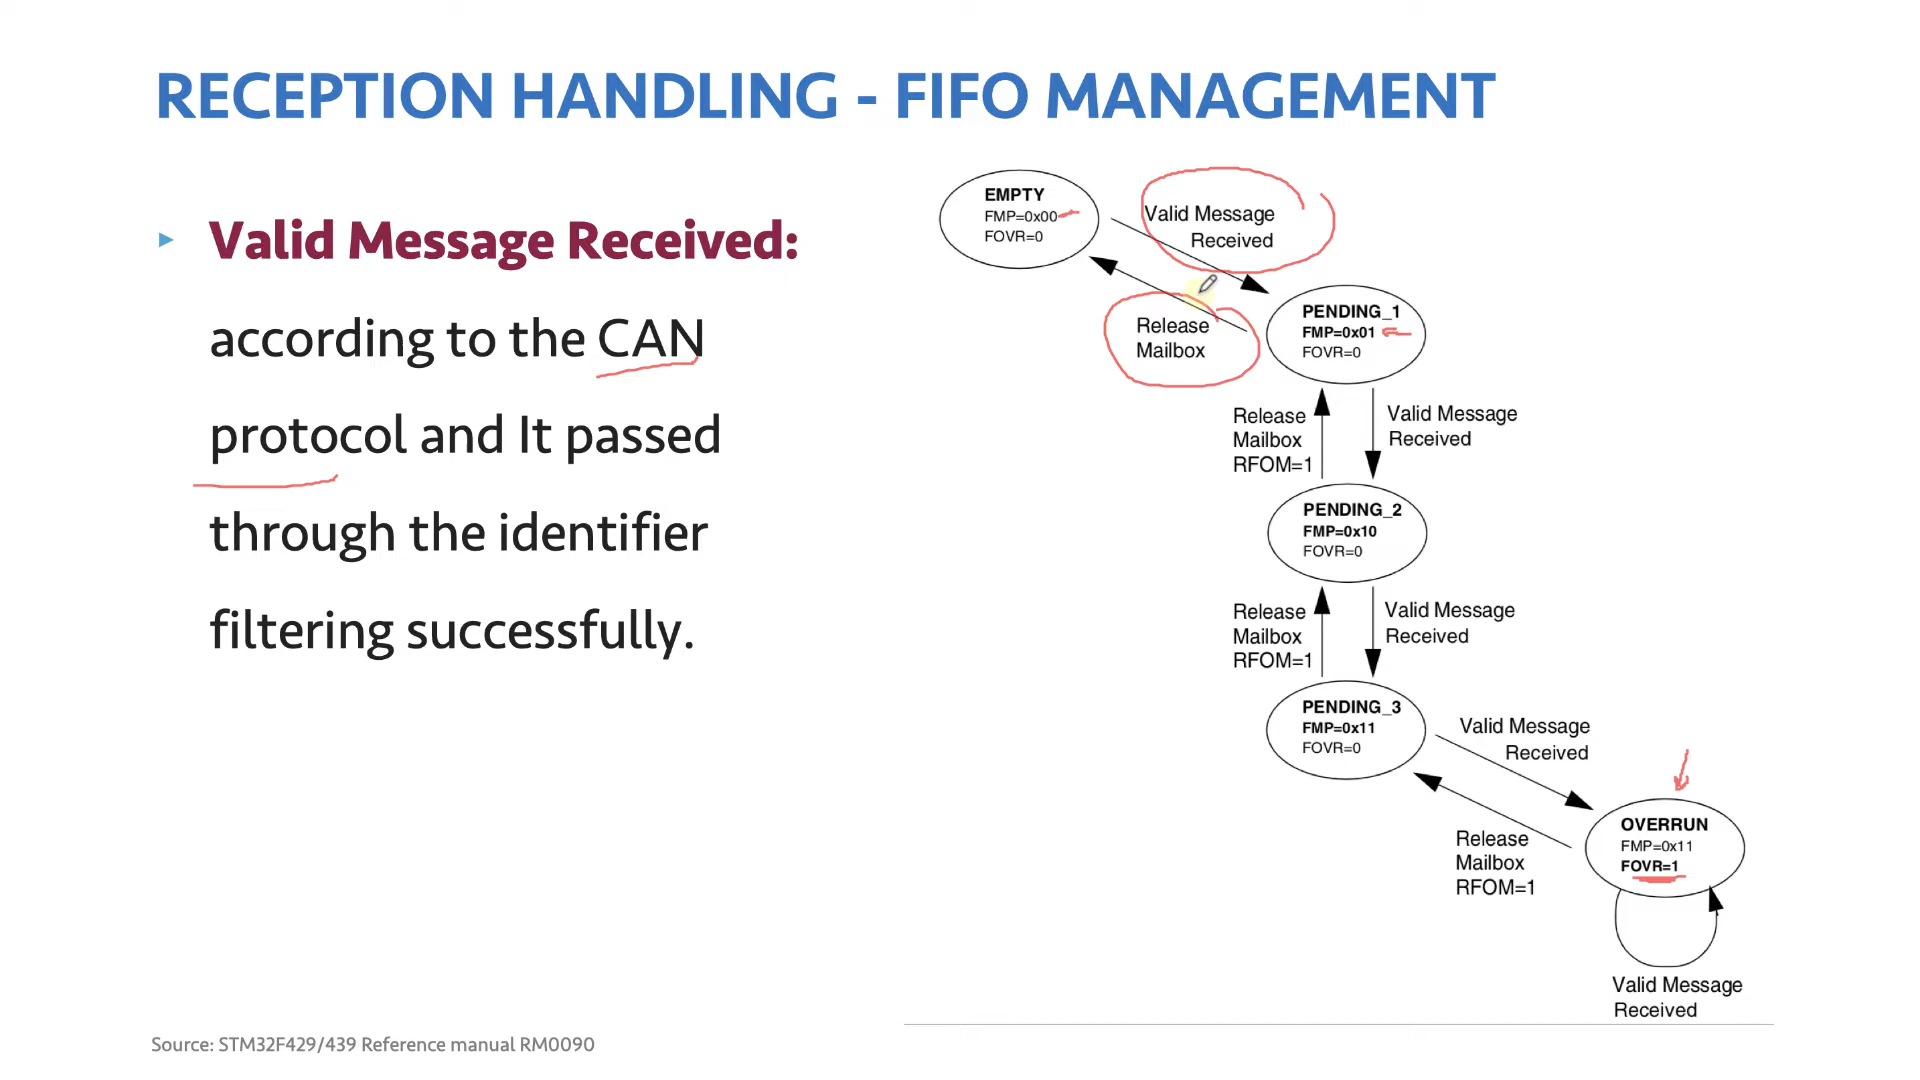 RECEPTION HANDLING - FIFO MANAGEMENT
Valid Message Received:
according to the CAN
protocol and It passed
through the identifier
filtering successfully.
EMPTY
FMP=0x00
FOVR=0
Valid Message
Received
Release
Mailbox
PENDING_1
FMP=0x01
FOVR=0
Release
Mailbox
RFOM=1
Valid Message
Received
PENDING_2
FMP=0x10
FOVR=0
Release
Mailbox
RFOM=1
Valid Message
Received
PENDING_3
FMP=0x11
FOVR=0
Valid Message
Received
Release
Mailbox
RFOM=1
OVERRUN
FMP=0x11
FOVR=1
Valid Message
Received
Source: STM32F429/439 Reference manual RM0090